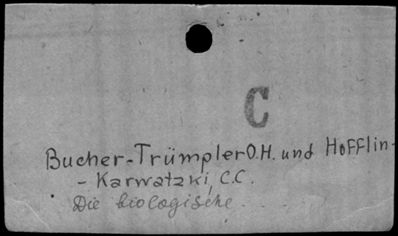 C
Bucher-Trümpler O.H. und Hofflin-
- Karwatzki, C.C.
Die biologische ....